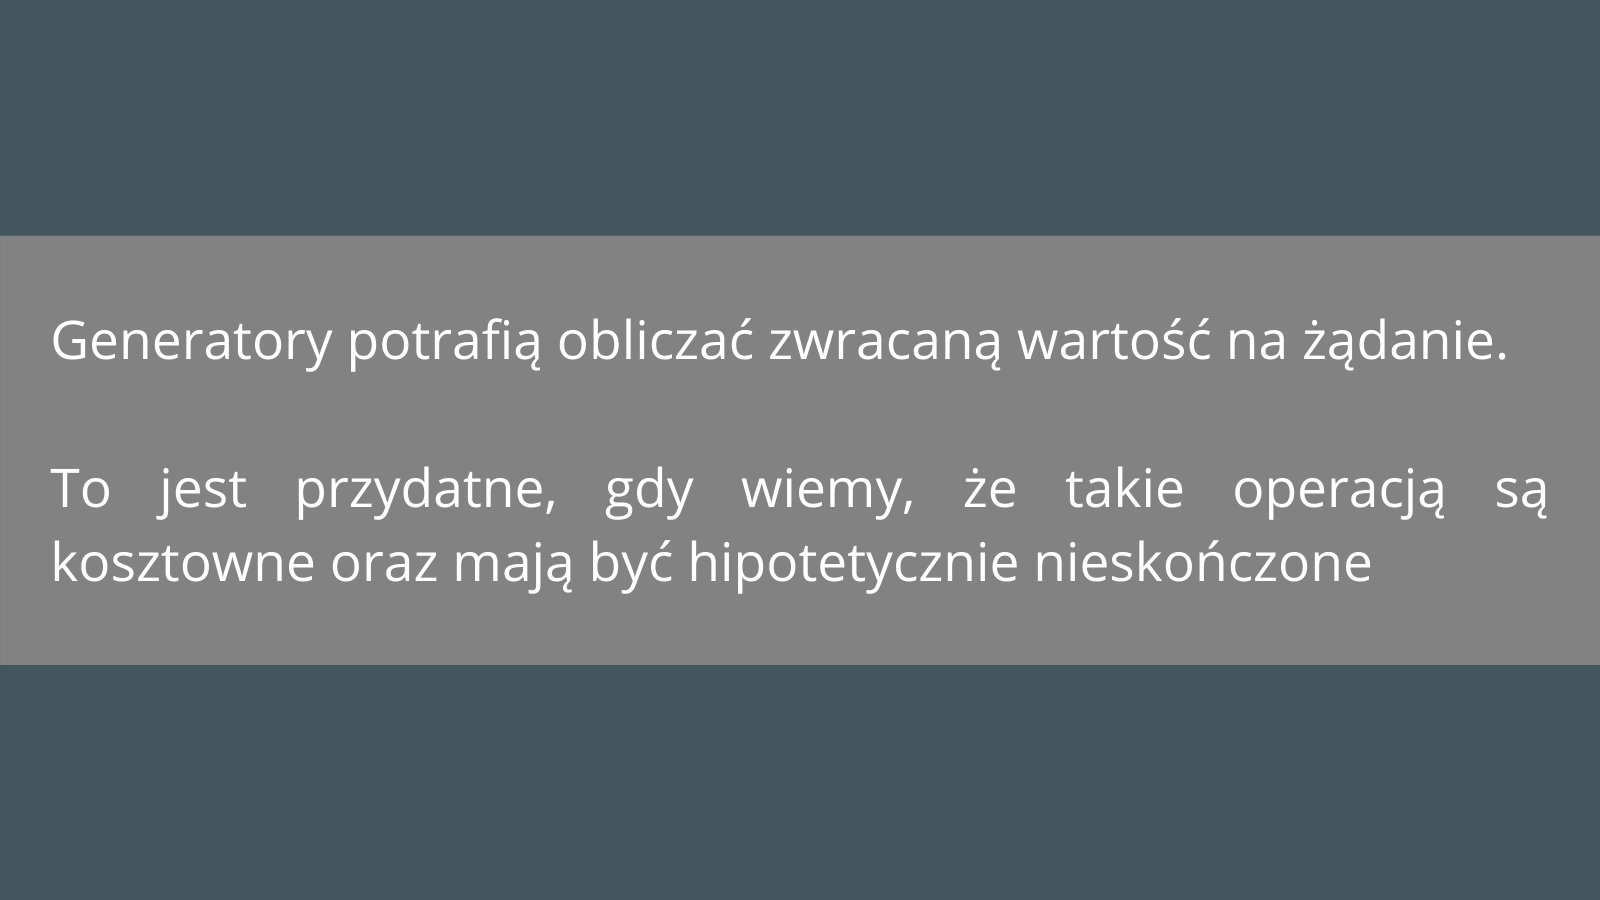 Generatory potrafią obliczać zwracaną wartość na żądanie.
To jest przydatne, gdy wiemy, że takie operacją są
kosztowne oraz mają być hipotetycznie nieskończone